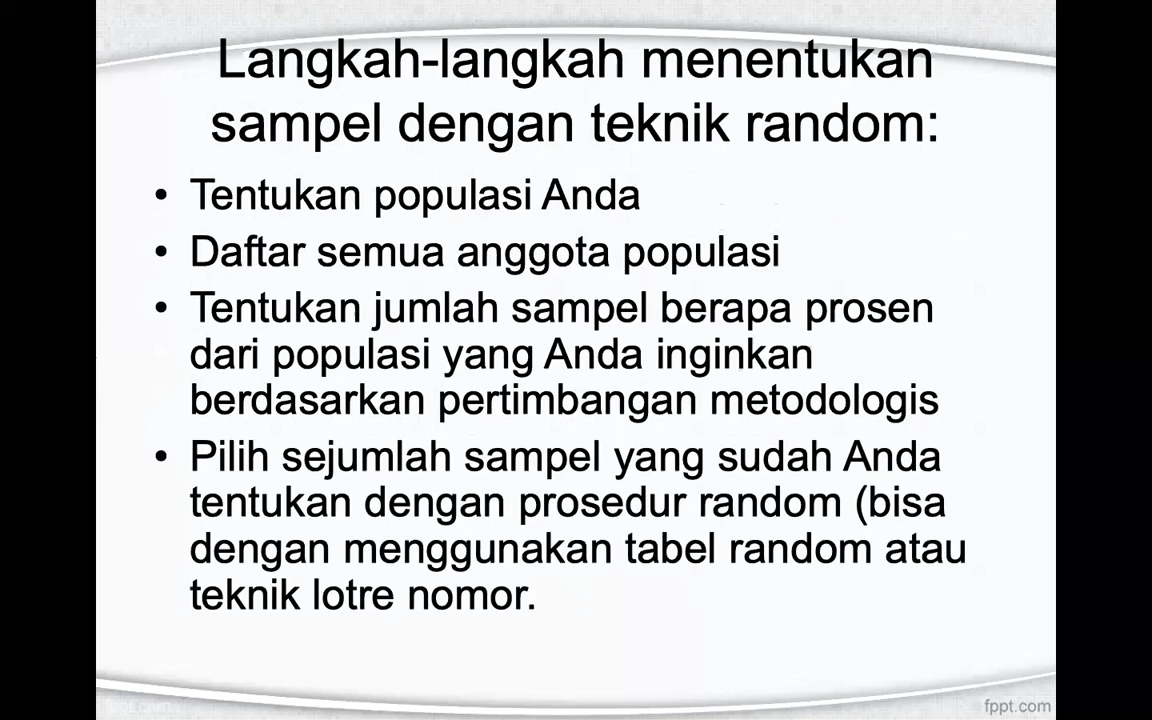 Langkah-langkah menentukan
sampel dengan teknik random:
• Tentukan populasi Anda
• Daftar semua anggota populasi
• Tentukan jumlah sampel berapa prosen
dari populasi yang Anda inginkan
berdasarkan pertimbangan metodologis
• Pilih sejumlah sampel yang sudah Anda
tentukan dengan prosedur random (bisa
dengan menggunakan tabel random atau
teknik lotre nomor.
fppt.com